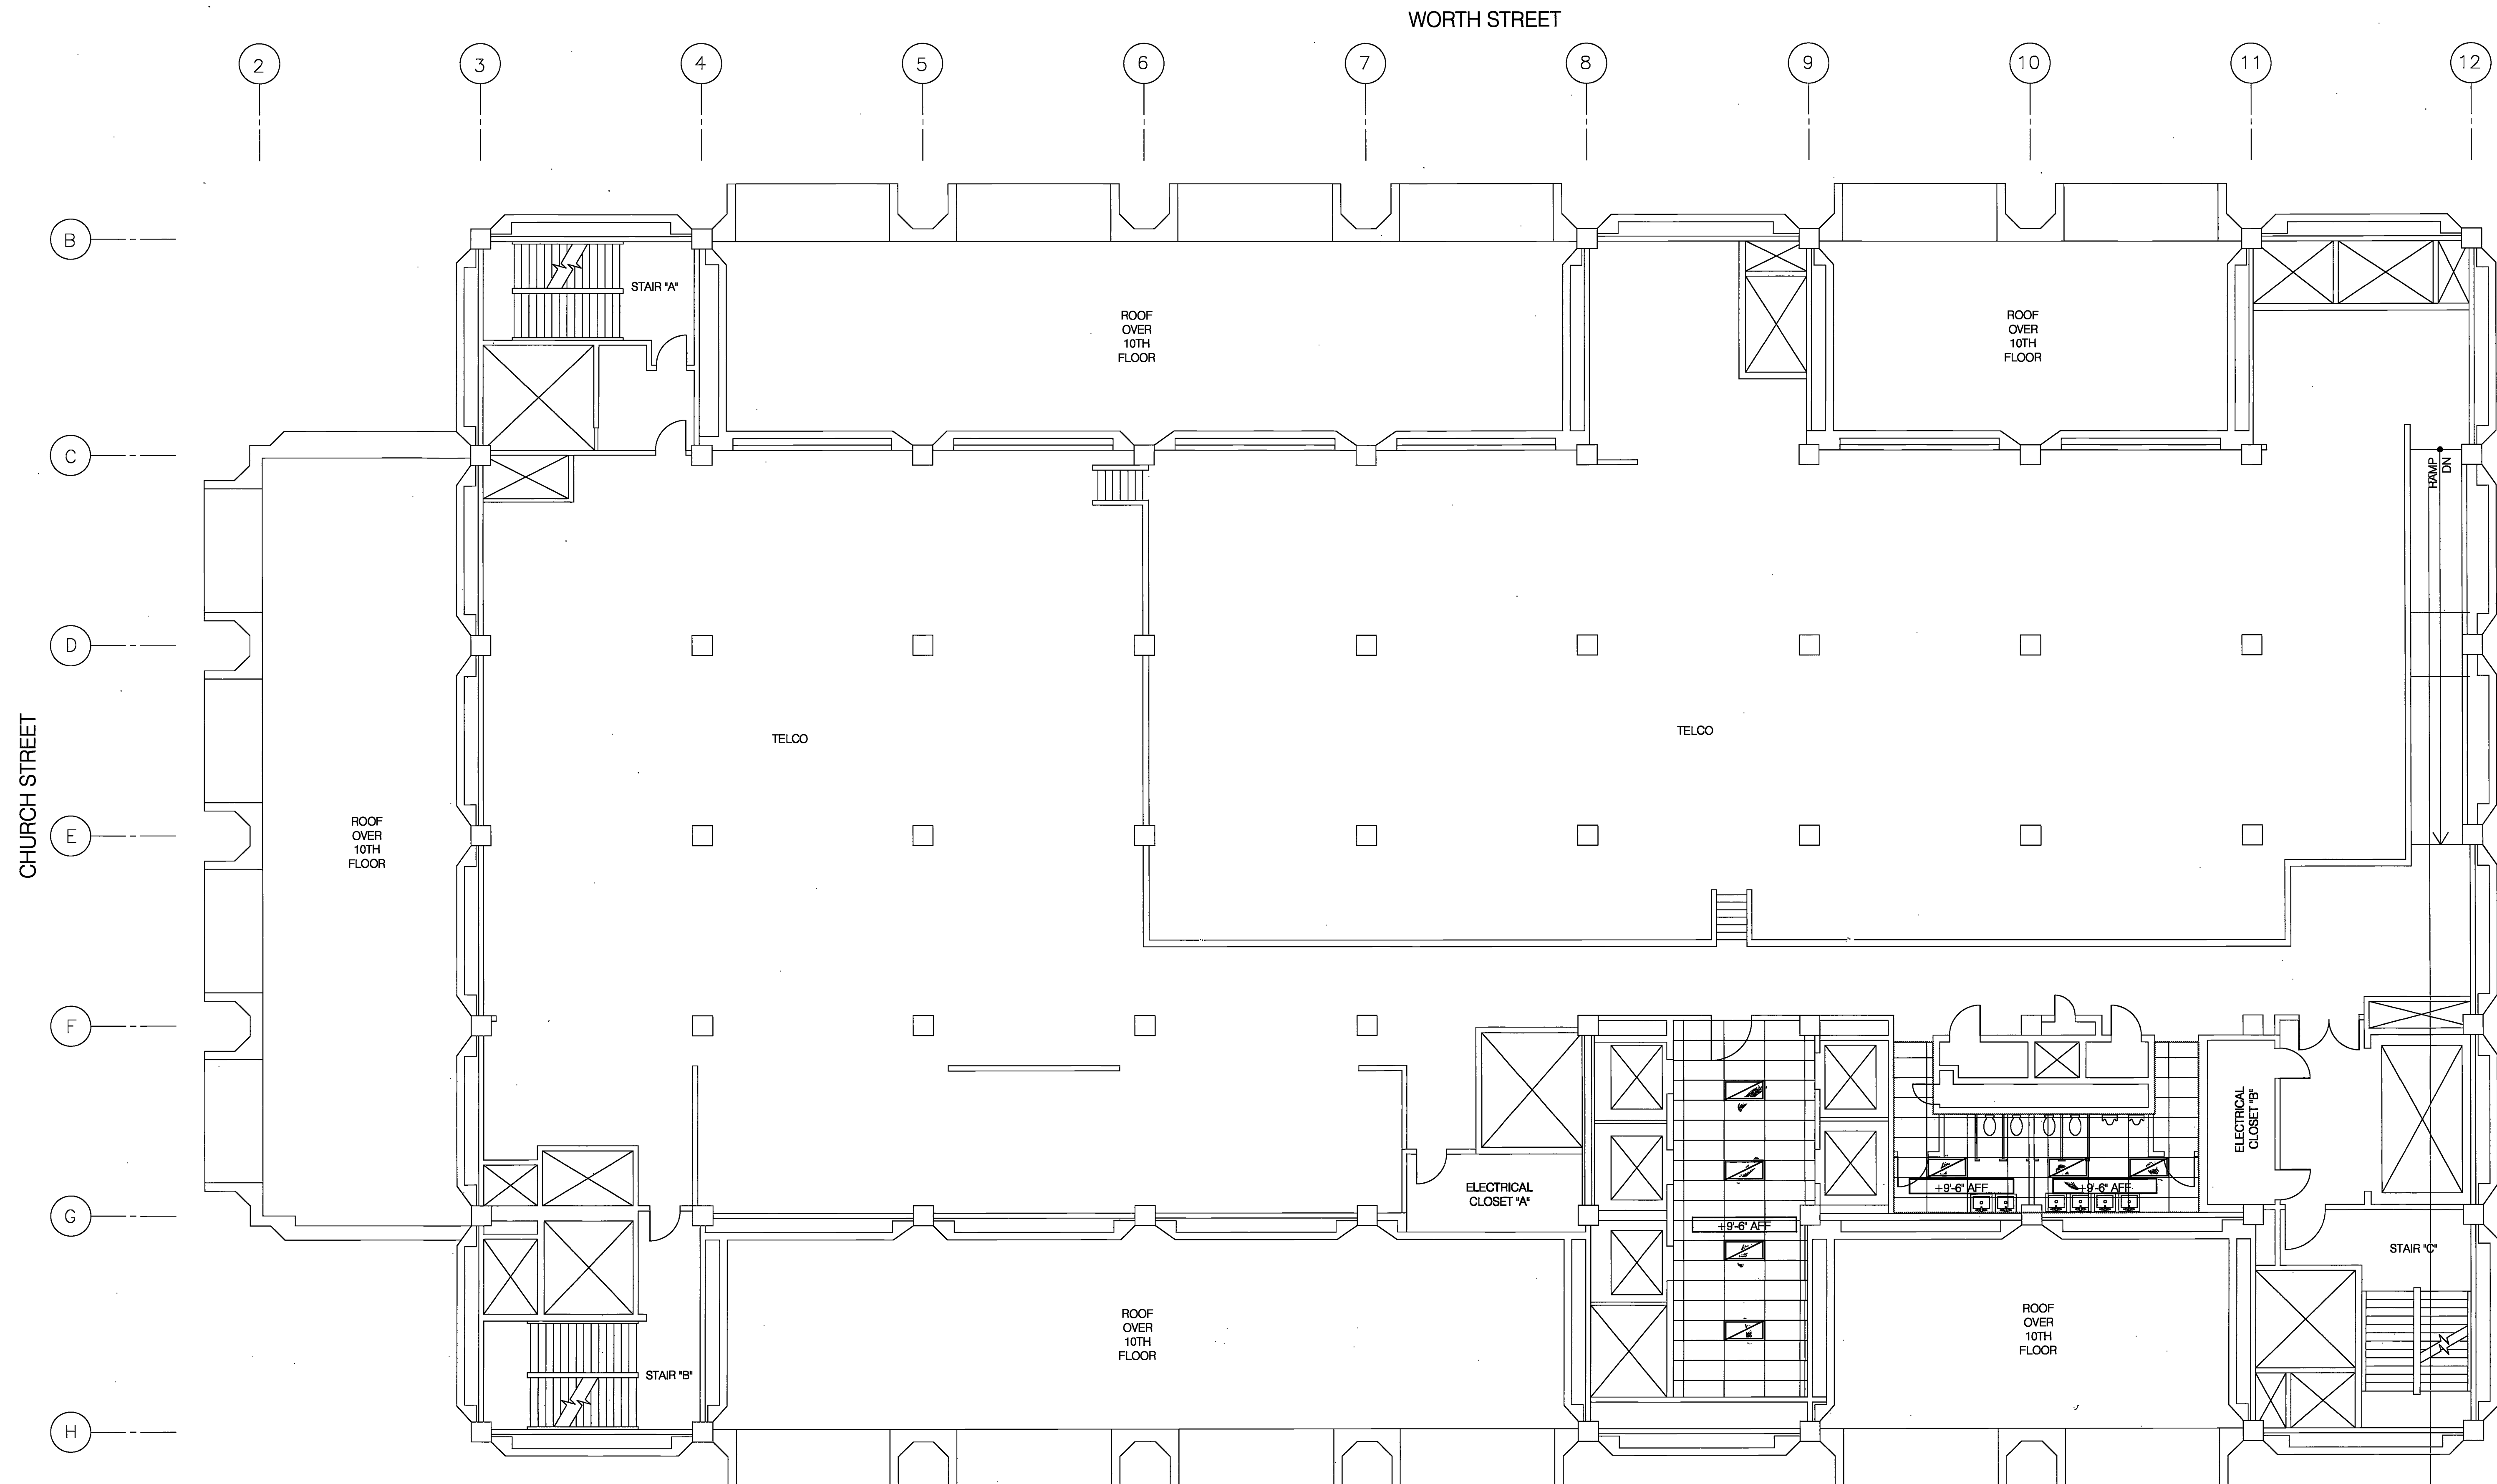 WORTH STREET
2 3 4 5 6 7 8 9 10 11 12
B
STAIR "A"
ROOF
OVER
10TH
FLOOR
ROOF
OVER
10TH
FLOOR
C
RAMP
DN
D
CHURCH STREET
TELCO
TELCO
E
ROOF
OVER
10TH
FLOOR
F
ELECTRICAL
CLOSET "B"
G
ELECTRICAL
CLOSET "A"
+9'-6" AFF
+9'-6" AFF
+9'-6" AFF
STAIR "C"
ROOF
OVER
10TH
FLOOR
ROOF
OVER
10TH
FLOOR
STAIR "B"
H